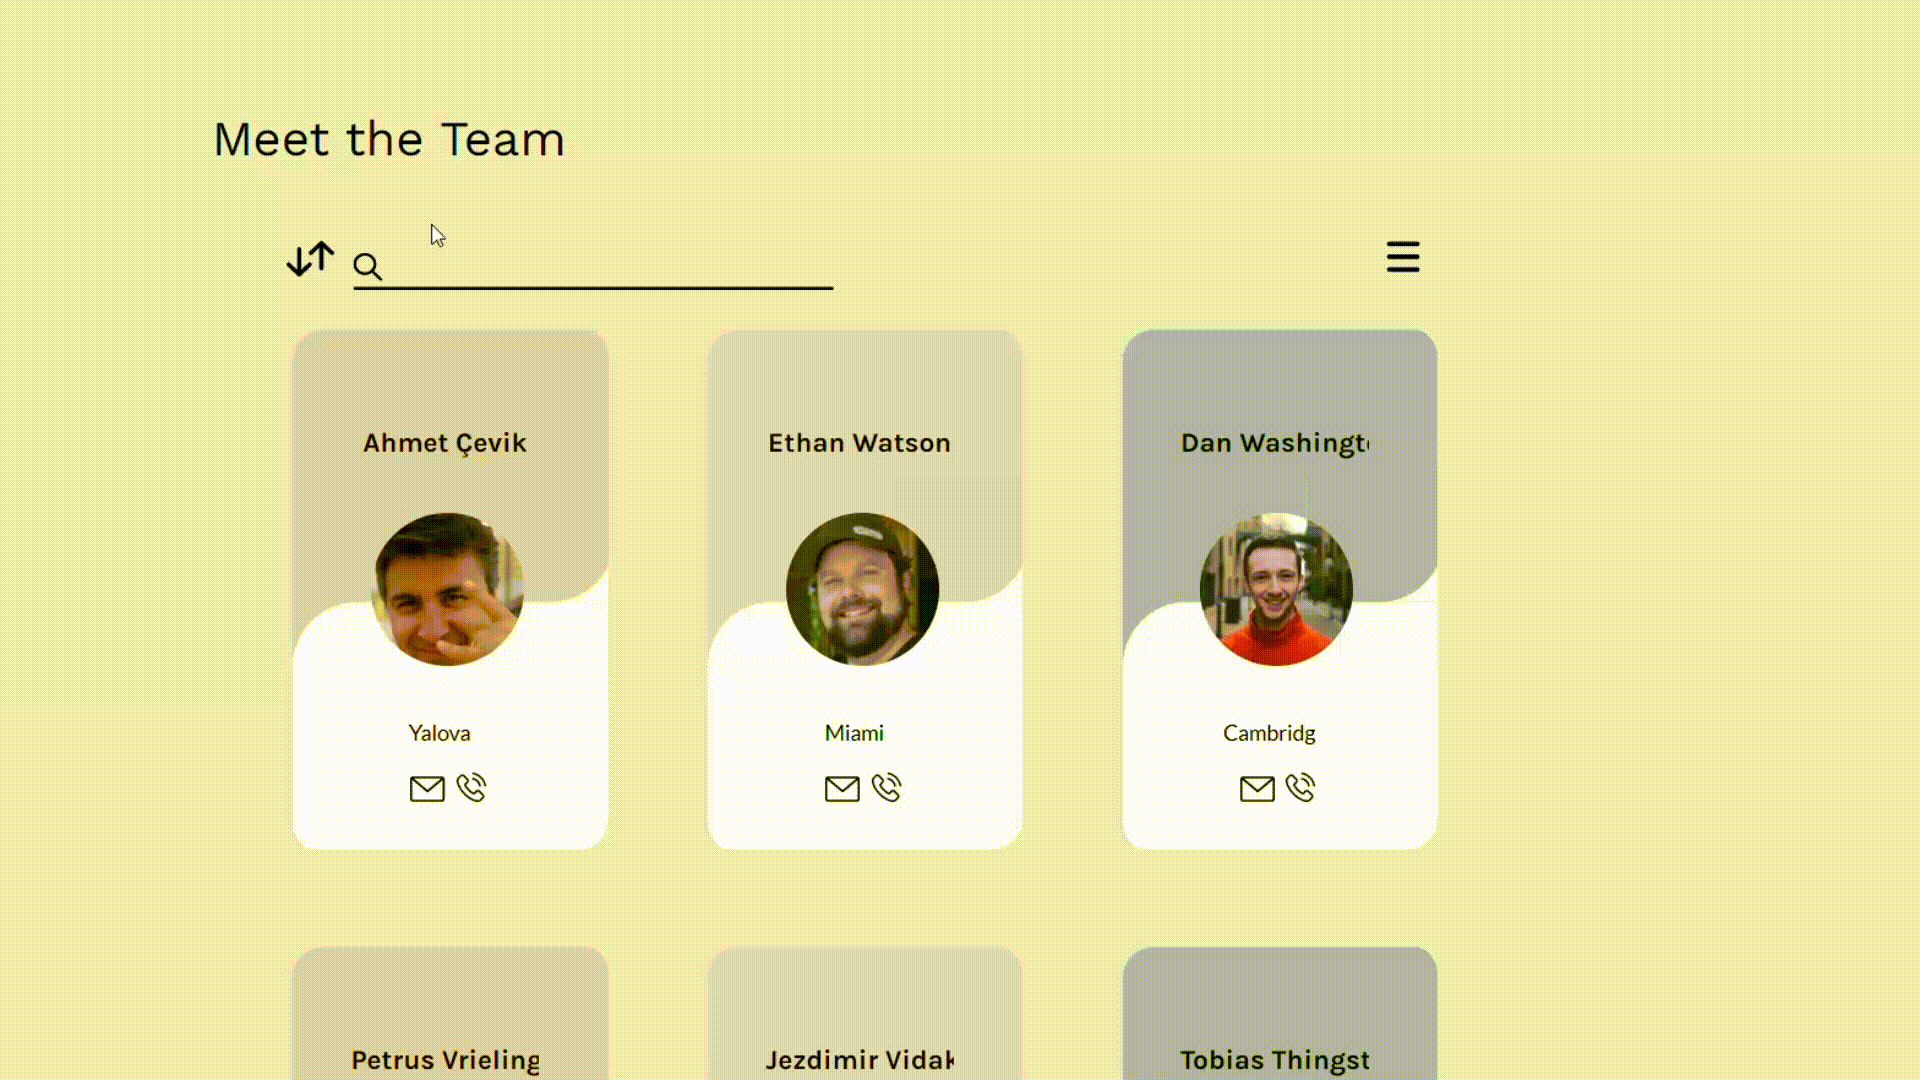 Meet the Team
Ahmet Çevik
Ethan Watson
Dan Washingt
Yalova
Miami
Cambridg
Petrus Vrieling
Jezdimir Vidak
Tobias Thingst